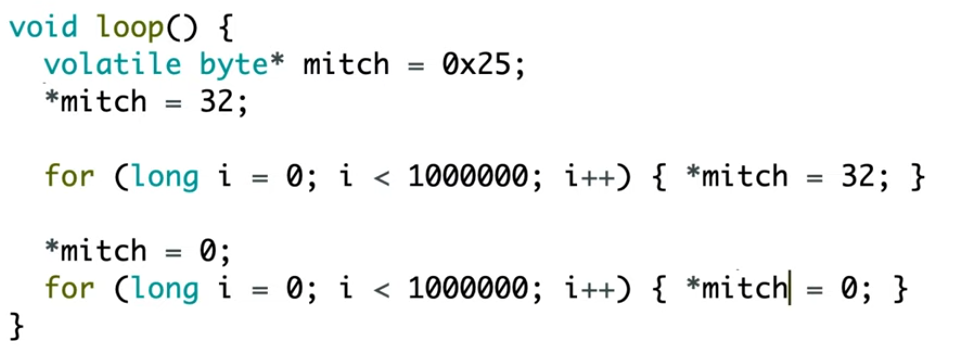 void loop() {
  volatile byte* mitch = 0x25;
  *mitch = 32;
  for (long i = 0; i < 1000000; i++) { *mitch = 32; }
  *mitch = 0;
  for (long i = 0; i < 1000000; i++) { *mitch = 0; }
}